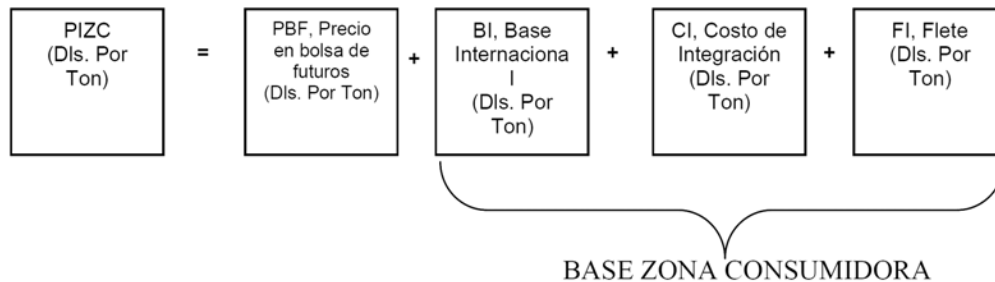 PIZC
(Dls. Por
Ton)
=
PBF, Precio
en bolsa de
futuros
(Dls. Por Ton)
+
BI, Base
Internaciona
l
(Dls. Por
Ton)
+
CI, Costo de
Integración
(Dls. Por
Ton)
+
FI, Flete
(Dls. Por
Ton)
BASE ZONA CONSUMIDORA